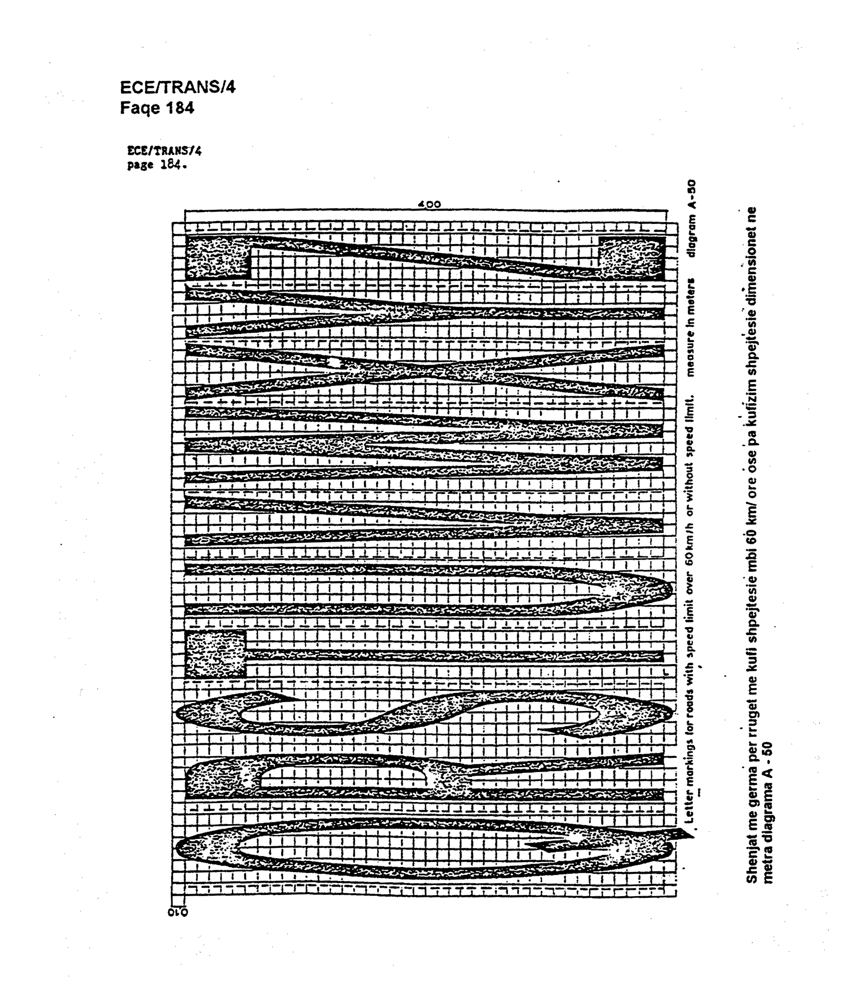 ECE/TRANS/4
Faqe 184
ECE/TRANS/4
page 184.
4.00
Q R S T U V W X Y Z
0.10
Letter markings for roads with speed limit over 60 km/h or without speed limit. measure in meters diagram A-50
Shenjat me germa per rruget me kufi shpejtesie mbi 60 km/ ore ose pa kufizim shpejtesie dimensionet ne
metra diagrama A - 50